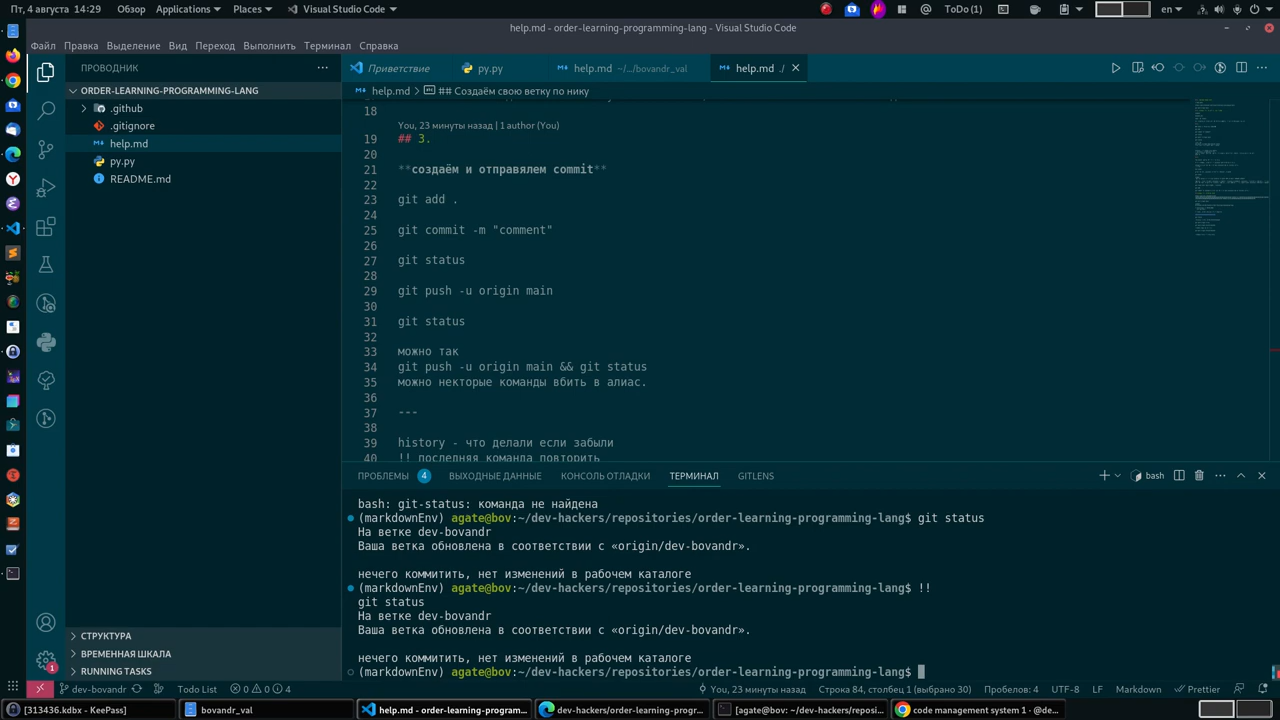 Пт, 4 августа 14:29 Обзор Applications Places Visual Studio Code ToDo (1) en
help.md - order-learning-programming-lang - Visual Studio Code
Файл Правка Выделение Вид Переход Выполнить Терминал Справка
ПРОВОДНИК
Приветствие py.py help.md ~/.../bovandr_val help.md ./
ORDER-LEARNING-PROGRAMMING-LANG
help.md > ## Создаём свою ветку по нику
.github
.gitignore
help.md
py.py
README.md
18
You, 23 минуты назад | 1 author (You)
19 ## 3.
20
21 **создаём и отправялем commit**
22
23 git add .
24
25 git commit -m "comment"
26
27 git status
28
29 git push -u origin main
30
31 git status
32
33 можно так
34 git push -u origin main && git status
35 можно некторые команды вбить в алиас.
36
37 ---
38
39 history - что делали если забыли
40 !! последняя команда повторить
ПРОБЛЕМЫ 4 ВЫХОДНЫЕ ДАННЫЕ КОНСОЛЬ ОТЛАДКИ ТЕРМИНАЛ GITLENS bash
bash: git-status: команда не найдена
(markdownEnv) agate@bov:~/dev-hackers/repositories/order-learning-programming-lang$ git status
На ветке dev-bovandr
Ваша ветка обновлена в соответствии с «origin/dev-bovandr».
нечего коммитить, нет изменений в рабочем каталоге
(markdownEnv) agate@bov:~/dev-hackers/repositories/order-learning-programming-lang$ !!
git status
На ветке dev-bovandr
Ваша ветка обновлена в соответствии с «origin/dev-bovandr».
нечего коммитить, нет изменений в рабочем каталоге
(markdownEnv) agate@bov:~/dev-hackers/repositories/order-learning-programming-lang$
СТРУКТУРА
ВРЕМЕННАЯ ШКАЛА
RUNNING TASKS
1
dev-bovandr Todo List 0 0 4 You, 23 минуты назад Строка 84, столбец 1 (выбрано 30) Пробелов: 4 UTF-8 LF Markdown Prettier
[313436.kdbx - KeePass] bovandr_val help.md - order-learning-program... dev-hackers/order-learning-progr... [agate@bov:~/dev-hackers/reposi... code management system 1 · @de...